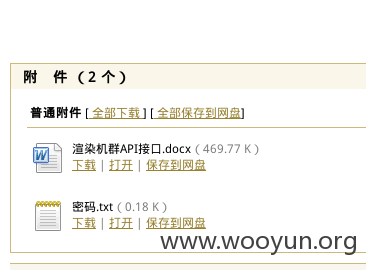 附 件 (2个)
普通附件 [ 全部下载 ] [ 全部保存到网盘]
渲染机群API接口.docx ( 469.77 K )
下载 | 打开 | 保存到网盘
密码.txt ( 0.18 K )
下载 | 打开 | 保存到网盘
www.wooyun.org